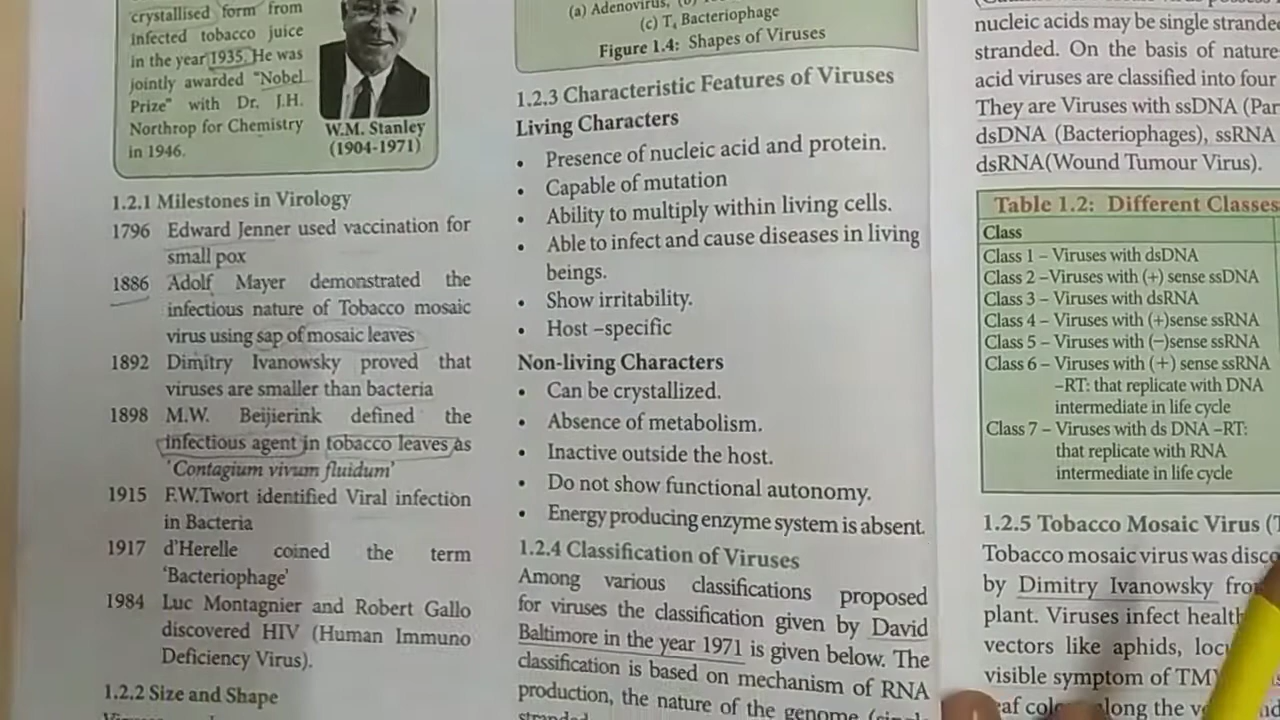 crystallised form from
infected tobacco juice
in the year 1935. He was
jointly awarded "Nobel
Prize" with Dr. J.H.
Northrop for Chemistry
in 1946.
W.M. Stanley
(1904-1971)
1.2.1 Milestones in Virology
1796 Edward Jenner used vaccination for
small pox
1886 Adolf Mayer demonstrated the
infectious nature of Tobacco mosaic
virus using sap of mosaic leaves
1892 Dimitry Ivanowsky proved that
viruses are smaller than bacteria
1898 M.W. Beijierink defined the
infectious agent in tobacco leaves as
'Contagium vivum fluidum'
1915 F.W.Twort identified Viral infection
in Bacteria
1917 d'Herelle coined the term
'Bacteriophage'
1984 Luc Montagnier and Robert Gallo
discovered HIV (Human Immuno
Deficiency Virus).
1.2.2 Size and Shape
(a) Adenovirus,
(c) T4 Bacteriophage
Figure 1.4: Shapes of Viruses
1.2.3 Characteristic Features of Viruses
Living Characters
• Presence of nucleic acid and protein.
• Capable of mutation
• Ability to multiply within living cells.
• Able to infect and cause diseases in living
beings.
• Show irritability.
• Host –specific
Non-living Characters
• Can be crystallized.
• Absence of metabolism.
• Inactive outside the host.
• Do not show functional autonomy.
• Energy producing enzyme system is absent.
1.2.4 Classification of Viruses
Among various classifications proposed
for viruses the classification given by David
Baltimore in the year 1971 is given below. The
classification is based on mechanism of RNA
production, the nature of the genome
nucleic acids may be single
stranded. On the basis of nature
acid viruses are classified into four
They are Viruses with ssDNA
dsDNA (Bacteriophages), ssRNA
dsRNA(Wound Tumour Virus).
Table 1.2: Different Classes
Class
Class 1 – Viruses with dsDNA
Class 2 –Viruses with (+) sense ssDNA
Class 3 – Viruses with dsRNA
Class 4 – Viruses with (+)sense ssRNA
Class 5 – Viruses with (−)sense ssRNA
Class 6 – Viruses with (+) sense ssRNA
–RT: that replicate with DNA
intermediate in life cycle
Class 7 – Viruses with ds DNA –RT:
that replicate with RNA
intermediate in life cycle
1.2.5 Tobacco Mosaic Virus
Tobacco mosaic virus was
by Dimitry Ivanowsky
plant. Viruses infect
vectors like aphids,
visible symptom of